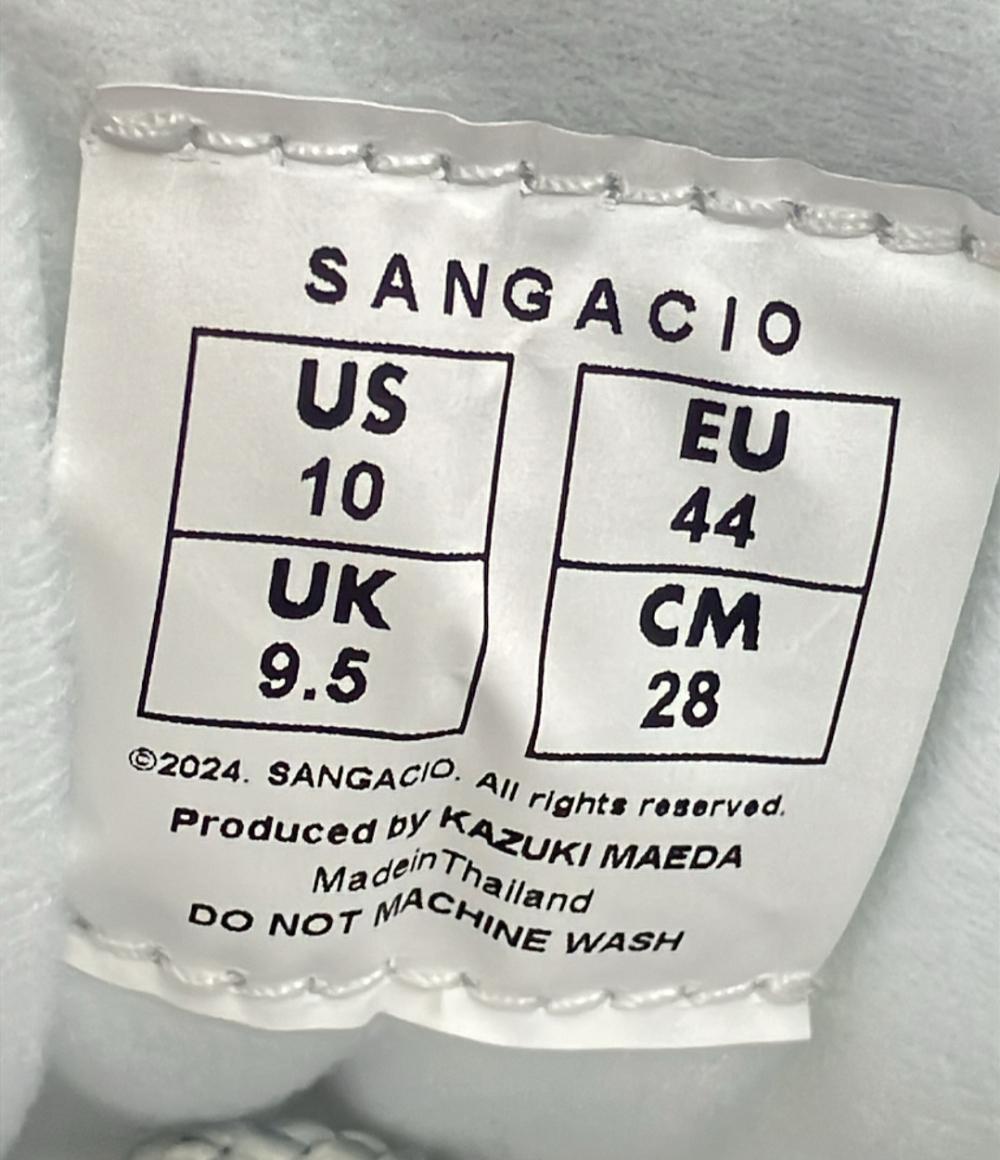 SANGACIO
US
10
EU
44
UK
9.5
CM
28
©2024. SANGACIO. All rights reserved.
Produced by KAZUKI MAEDA
MadeinThailand
DO NOT MACHINE WASH